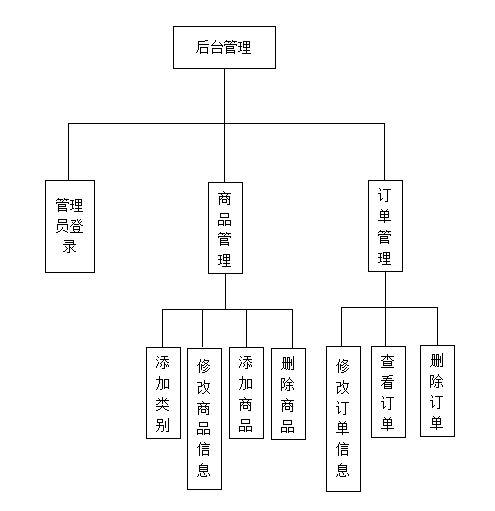 后台管理
管理员登录
商品管理
订单管理
添加类别
修改商品信息
添加商品
删除商品
修改订单信息
查看订单
删除订单